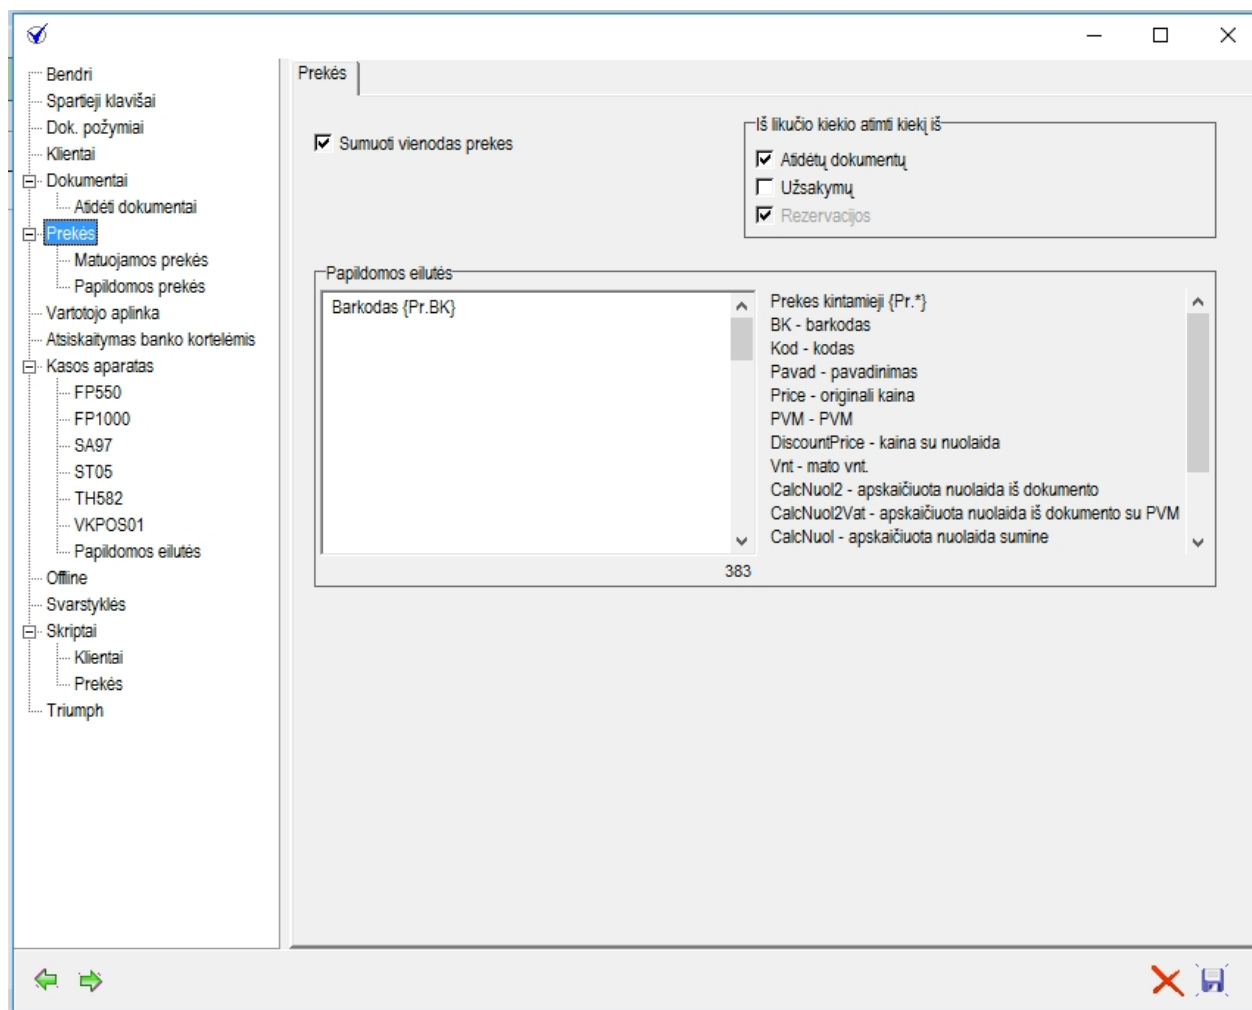 Bendri
Spartieji klavišai
Dok. požymiai
Klientai
Dokumentai
Atidėti dokumentai
Prekės
Matuojamos prekės
Papildomos prekės
Vartotojo aplinka
Atsiskaitymas banko kortelėmis
Kasos aparatas
FP550
FP1000
SA97
ST05
TH582
VKPOS01
Papildomos eilutės
Offline
Svarstyklės
Skriptai
Klientai
Prekės
Triumph
Prekės
Sumuoti vienodas prekes
Iš likučio kiekio atimti kiekį iš
Atidėtų dokumentų
Užsakymų
Rezervacijos
Papildomos eilutės
Barkodas {Pr.BK}
383
Prekes kintamieji {Pr.*}
BK - barkodas
Kod - kodas
Pavad - pavadinimas
Price - originali kaina
PVM - PVM
DiscountPrice - kaina su nuolaida
Vnt - mato vnt.
CalcNuol2 - apskaičiuota nuolaida iš dokumento
CalcNuol2Vat - apskaičiuota nuolaida iš dokumento su PVM
CalcNuol - apskaičiuota nuolaida sumine